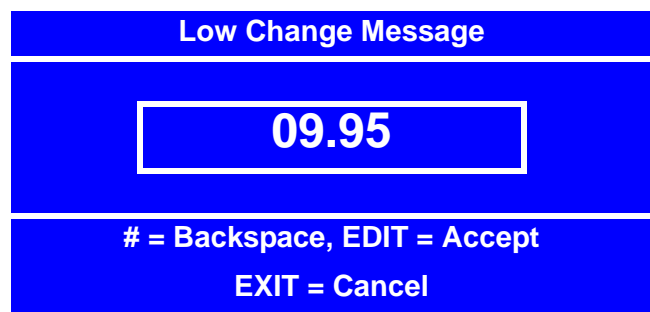 Low Change Message
09.95
# = Backspace, EDIT = Accept
EXIT = Cancel